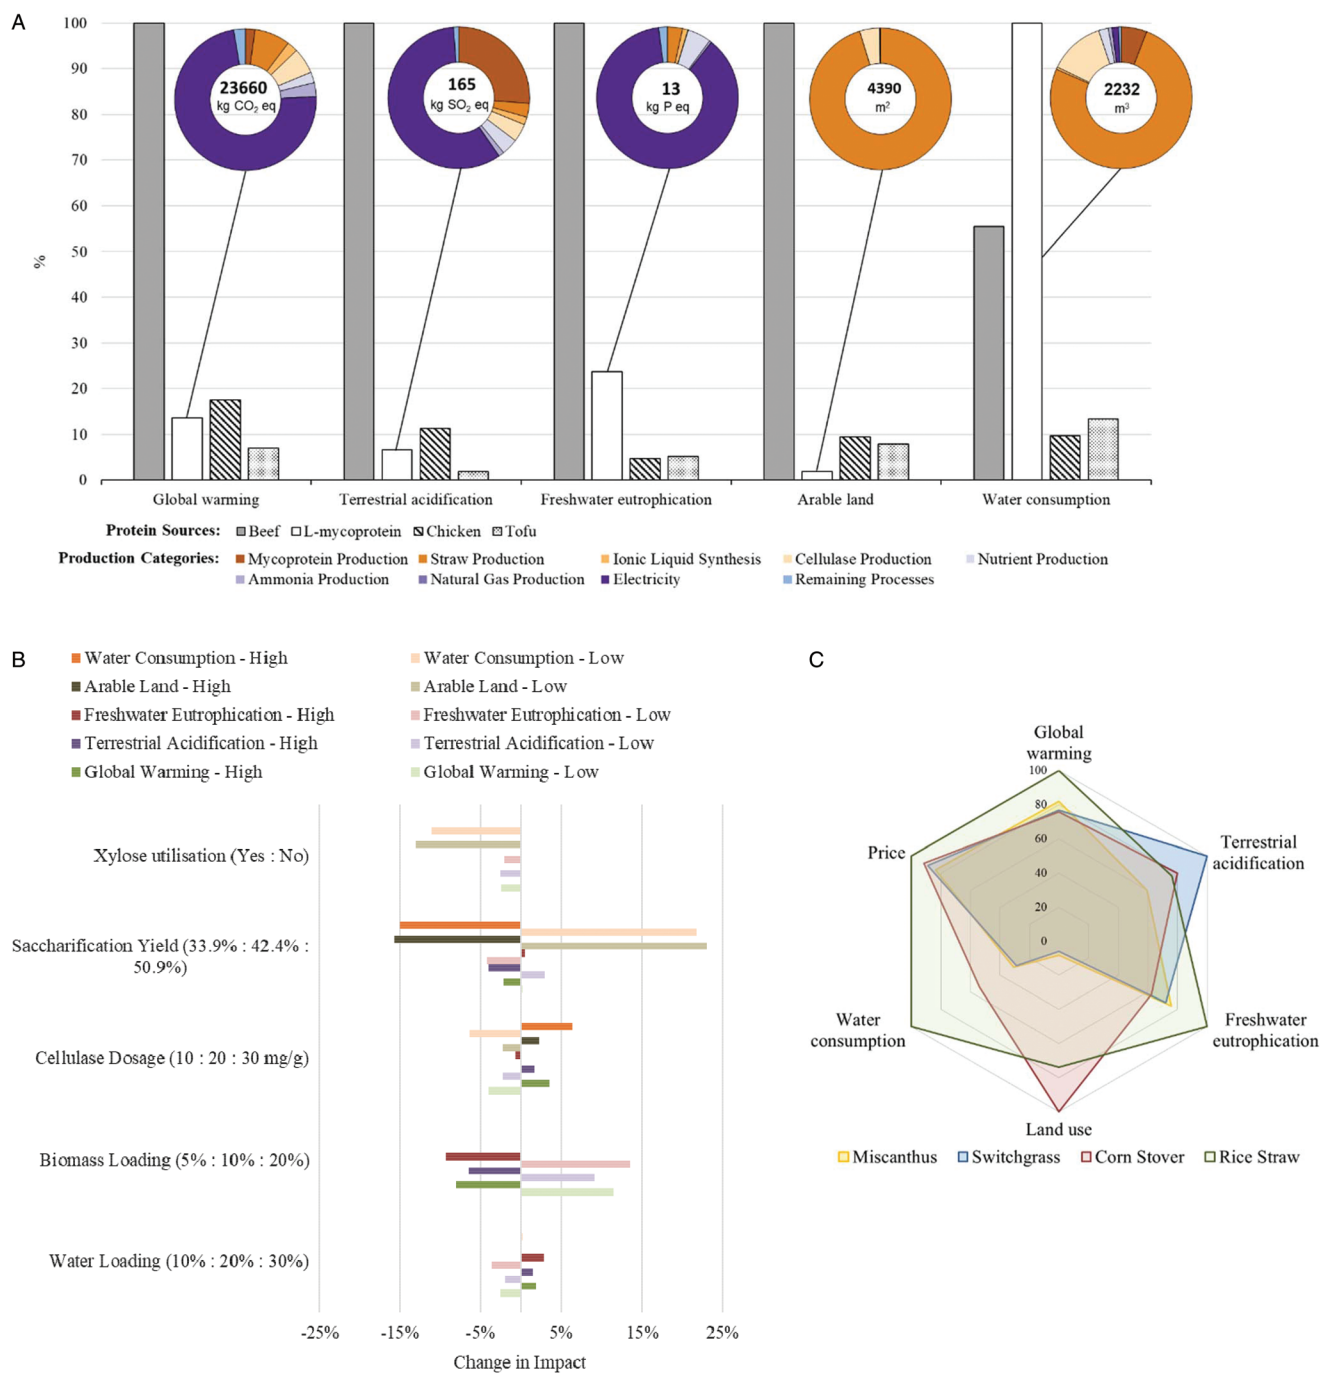 A
100
90
80
70
60
50
40
30
20
10
0
%
23660
kg CO2 eq
165
kg SO2 eq
13
kg P eq
4390
m2
2232
m3
Global warming
Terrestrial acidification
Freshwater eutrophication
Arable land
Water consumption
Protein Sources: Beef L-mycoprotein Chicken Tofu
Production Categories: Mycoprotein Production Straw Production Ionic Liquid Synthesis Cellulase Production Nutrient Production
Ammonia Production Natural Gas Production Electricity Remaining Processes
B
Water Consumption - High Water Consumption - Low
Arable Land - High Arable Land - Low
Freshwater Eutrophication - High Freshwater Eutrophication - Low
Terrestrial Acidification - High Terrestrial Acidification - Low
Global Warming - High Global Warming - Low
Xylose utilisation (Yes : No)
Saccharification Yield (33.9% : 42.4% :
50.9%)
Cellulase Dosage (10 : 20 : 30 mg/g)
Biomass Loading (5% : 10% : 20%)
Water Loading (10% : 20% : 30%)
-25% -15% -5% 5% 15% 25%
Change in Impact
C
Global
warming
100
80
60
40
20
0
Terrestrial
acidification
Freshwater
eutrophication
Land use
Water
consumption
Price
Miscanthus Switchgrass Corn Stover Rice Straw